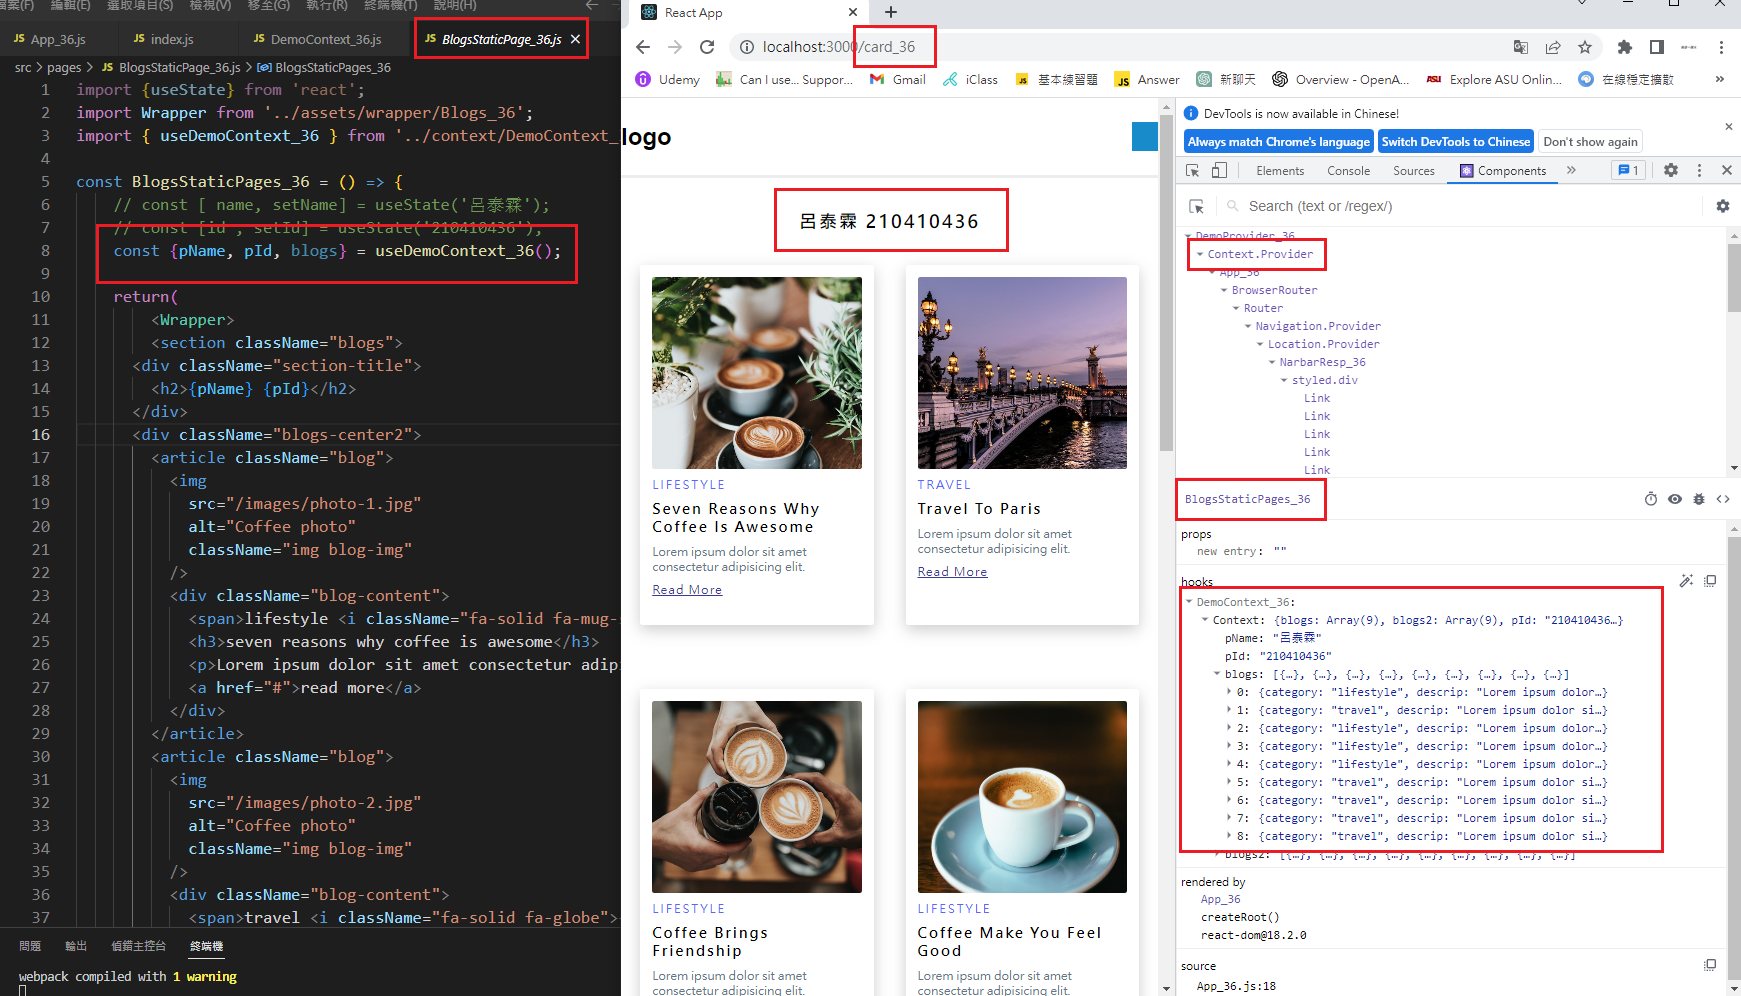 檔案(F) 編輯(E) 選取項目(S) 檢視(V) 移至(G) 執行(R) 終端機(T) 說明(H)
JS App_36.js JS index.js JS DemoContext_36.js JS BlogsStaticPage_36.js
src > pages > JS BlogsStaticPage_36.js > BlogsStaticPages_36
1 import {useState} from 'react';
2 import Wrapper from '../assets/wrapper/Blogs_36';
3 import { useDemoContext_36 } from '../context/DemoContext_
4
5 const BlogsStaticPages_36 = () => {
6 // const [ name, setName] = useState('呂泰霖');
7 // const [id , setId] = useState('210410436');
8 const {pName, pId, blogs} = useDemoContext_36();
9
10 return(
11 <Wrapper>
12 <section className="blogs">
13 <div className="section-title">
14 <h2>{pName} {pId}</h2>
15 </div>
16 <div className="blogs-center2">
17 <article className="blog">
18 <img
19 src="/images/photo-1.jpg"
20 alt="Coffee photo"
21 className="img blog-img"
22 />
23 <div className="blog-content">
24 <span>lifestyle <i className="fa-solid fa-mug-
25 <h3>seven reasons why coffee is awesome</h3>
26 <p>Lorem ipsum dolor sit amet consectetur adip
27 <a href="#">read more</a>
28 </div>
29 </article>
30 <article className="blog">
31 <img
32 src="/images/photo-2.jpg"
33 alt="Coffee photo"
34 className="img blog-img"
35 />
36 <div className="blog-content">
37 <span>travel <i className="fa-solid fa-globe">
問題 輸出 偵錯主控台 終端機
webpack compiled with 1 warning
React App
localhost:3000/card_36
Udemy Can I use... Suppor... Gmail iClass JS 基本練習題 JS Answer 新聊天 Overview - OpenA... ASU Explore ASU Onlin... 在線穩定擴散 »
logo
呂泰霖 210410436
LIFESTYLE
Seven Reasons Why
Coffee Is Awesome
Lorem ipsum dolor sit amet
consectetur adipisicing elit.
Read More
TRAVEL
Travel To Paris
Lorem ipsum dolor sit amet
consectetur adipisicing elit.
Read More
LIFESTYLE
Coffee Brings
Friendship
Lorem ipsum dolor sit amet
consectetur adipisicing elit.
LIFESTYLE
Coffee Make You Feel
Good
Lorem ipsum dolor sit amet
consectetur adipisicing elit.
DevTools is now available in Chinese!
Always match Chrome's language Switch DevTools to Chinese Don't show again
Elements Console Sources Components » 1
Search (text or /regex/)
DemoProvider_36
Context.Provider
App_36
BrowserRouter
Router
Navigation.Provider
Location.Provider
NarbarResp_36
styled.div
Link
Link
Link
Link
Link
BlogsStaticPages_36
props
new entry: ""
hooks
DemoContext_36:
Context: {blogs: Array(9), blogs2: Array(9), pId: "210410436…}
pName: "呂泰霖"
pId: "210410436"
blogs: [{…}, {…}, {…}, {…}, {…}, {…}, {…}, {…}, {…}]
0: {category: "lifestyle", descrip: "Lorem ipsum dolor…}
1: {category: "travel", descrip: "Lorem ipsum dolor si…}
2: {category: "lifestyle", descrip: "Lorem ipsum dolor…}
3: {category: "lifestyle", descrip: "Lorem ipsum dolor…}
4: {category: "lifestyle", descrip: "Lorem ipsum dolor…}
5: {category: "travel", descrip: "Lorem ipsum dolor si…}
6: {category: "travel", descrip: "Lorem ipsum dolor si…}
7: {category: "travel", descrip: "Lorem ipsum dolor si…}
8: {category: "travel", descrip: "Lorem ipsum dolor si…}
blogs2: [{…}, {…}, {…}, {…}, {…}, {…}, {…}, {…}, {…}]
rendered by
App_36
createRoot()
react-dom@18.2.0
source
App_36.js:18